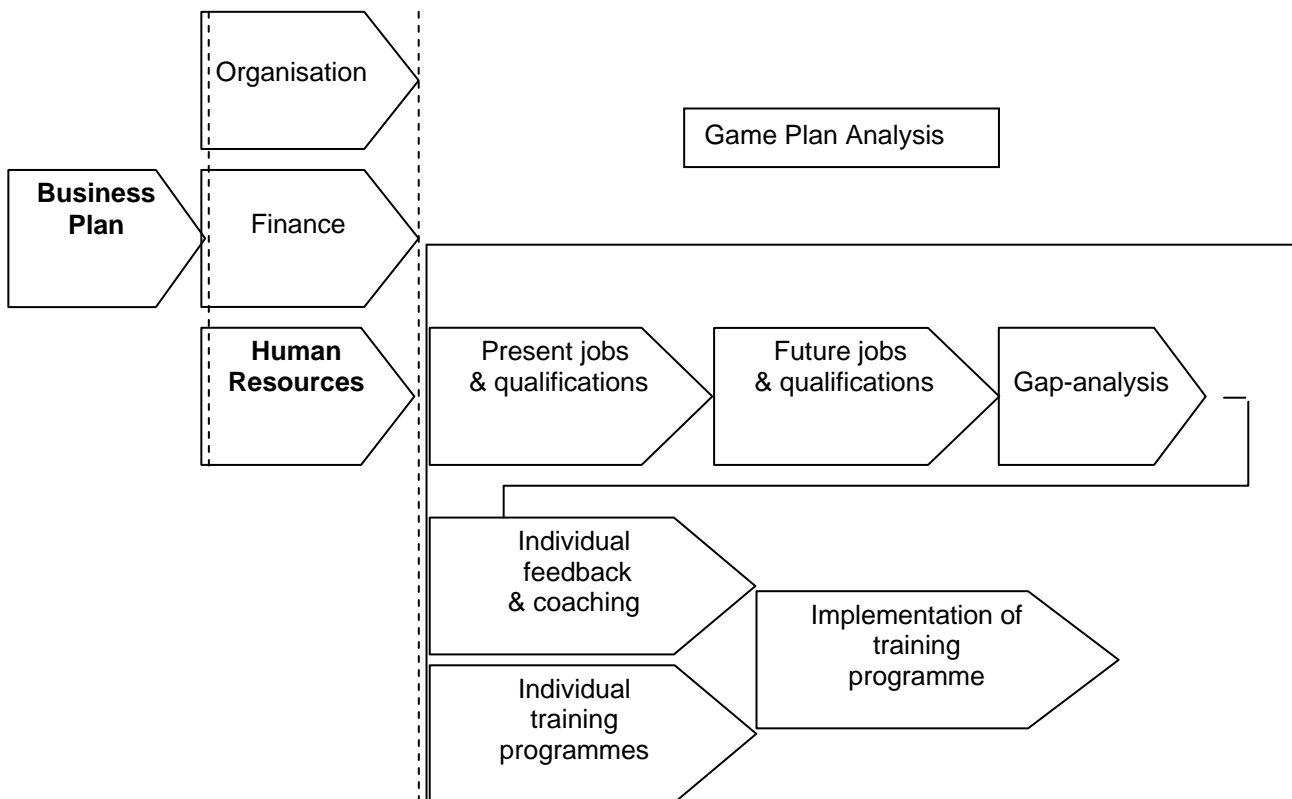 Organisation
Game Plan Analysis
Business
Plan
Finance
Human
Resources
Present jobs
& qualifications
Future jobs
& qualifications
Gap-analysis
Individual
feedback
& coaching
Implementation of
training
programme
Individual
training
programmes